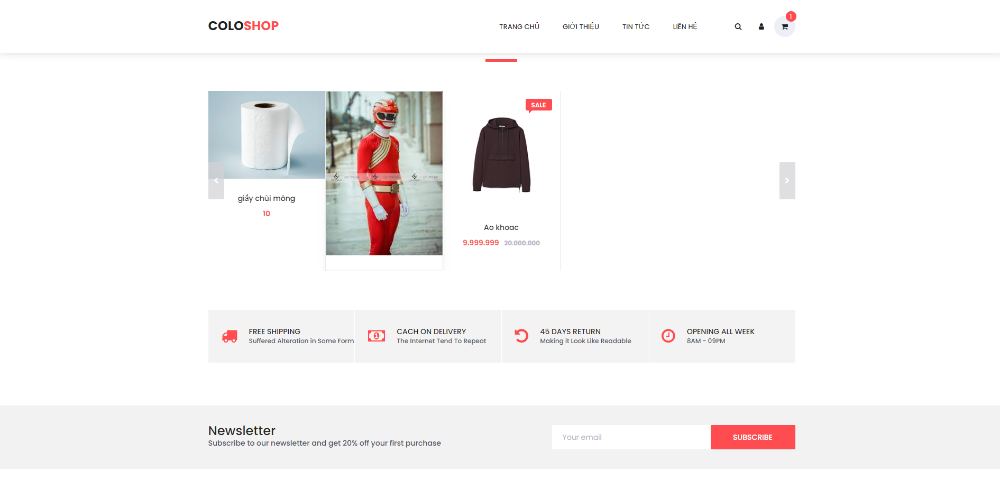 COLOSHOP
TRANG CHỦ
GIỚI THIỆU
TIN TỨC
LIÊN HỆ
1
SALE
giấy chùi mông
10
Ao khoac
9.999.999 20.000.000
FREE SHIPPING
Suffered Alteration in Some Form
CACH ON DELIVERY
The Internet Tend To Repeat
45 DAYS RETURN
Making it Look Like Readable
OPENING ALL WEEK
8AM - 09PM
Newsletter
Subscribe to our newsletter and get 20% off your first purchase
Your email
SUBSCRIBE